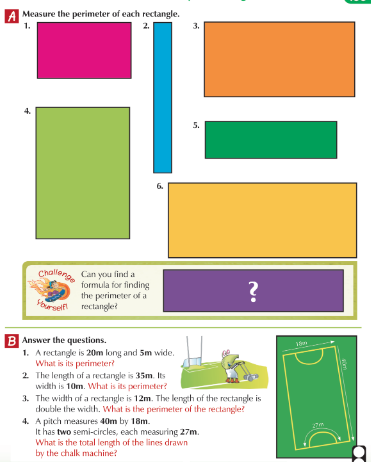 A Measure the perimeter of each rectangle.
1.
2.
3.
4.
5.
6.
Challenge
Yourself!
Can you find a
formula for finding
the perimeter of a
rectangle?
?
B Answer the questions.
1. A rectangle is 20m long and 5m wide.
What is its perimeter?
2. The length of a rectangle is 35m. Its
width is 10m. What is its perimeter?
3. The width of a rectangle is 12m. The length of the rectangle is
double the width. What is the perimeter of the rectangle?
4. A pitch measures 40m by 18m.
It has two semi-circles, each measuring 27m.
What is the total length of the lines drawn
by the chalk machine?
18m
40m
27m